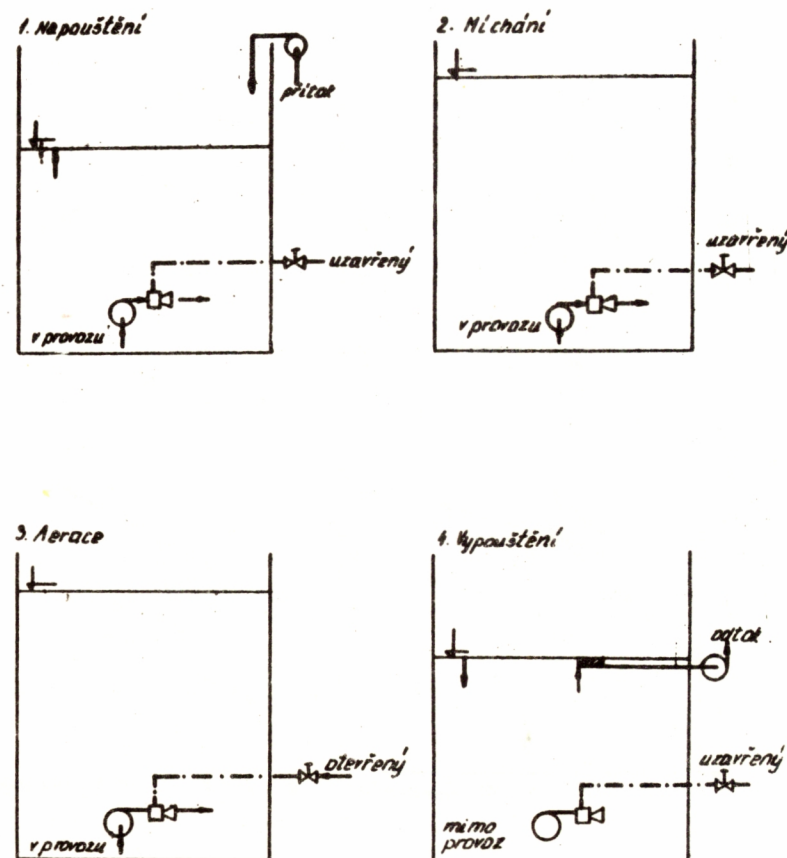 1. Napouštění
přítok
uzavřený
v provozu
2. Míchání
uzavřený
v provozu
3. Aerace
otevřený
v provozu
4. Vypouštění
odtok
uzavřený
mimo
provoz